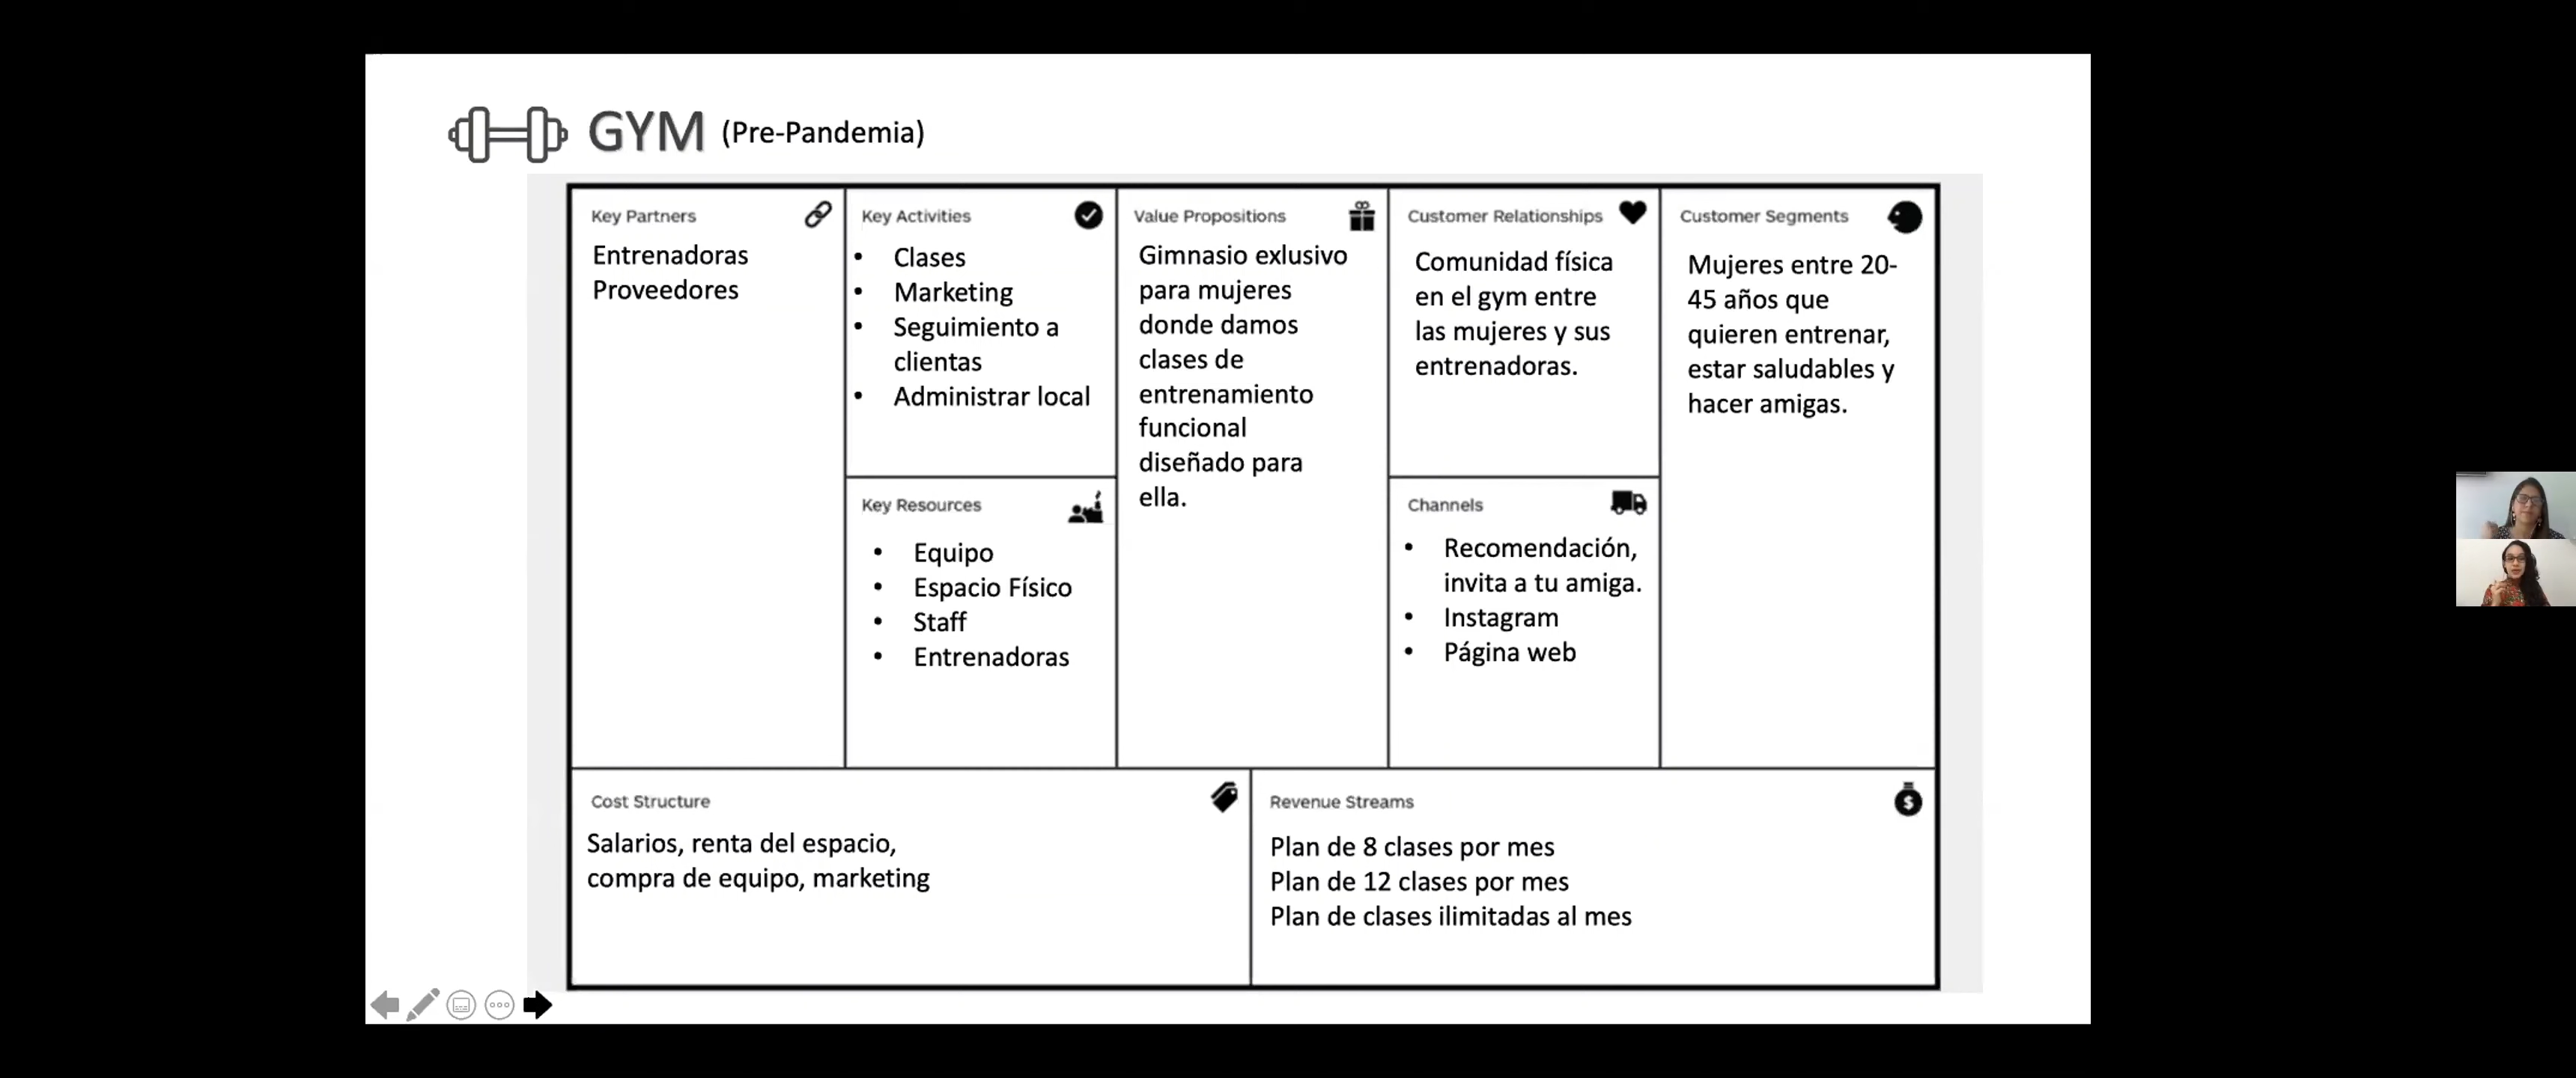 GYM (Pre-Pandemia)
Key Partners
Entrenadoras
Proveedores
Key Activities
• Clases
• Marketing
• Seguimiento a
clientas
• Administrar local
Key Resources
• Equipo
• Espacio Físico
• Staff
• Entrenadoras
Value Propositions
Gimnasio exlusivo
para mujeres
donde damos
clases de
entrenamiento
funcional
diseñado para
ella.
Customer Relationships
Comunidad física
en el gym entre
las mujeres y sus
entrenadoras.
Channels
• Recomendación,
invita a tu amiga.
• Instagram
• Página web
Customer Segments
Mujeres entre 20-
45 años que
quieren entrenar,
estar saludables y
hacer amigas.
Cost Structure
Salarios, renta del espacio,
compra de equipo, marketing
Revenue Streams
$
Plan de 8 clases por mes
Plan de 12 clases por mes
Plan de clases ilimitadas al mes